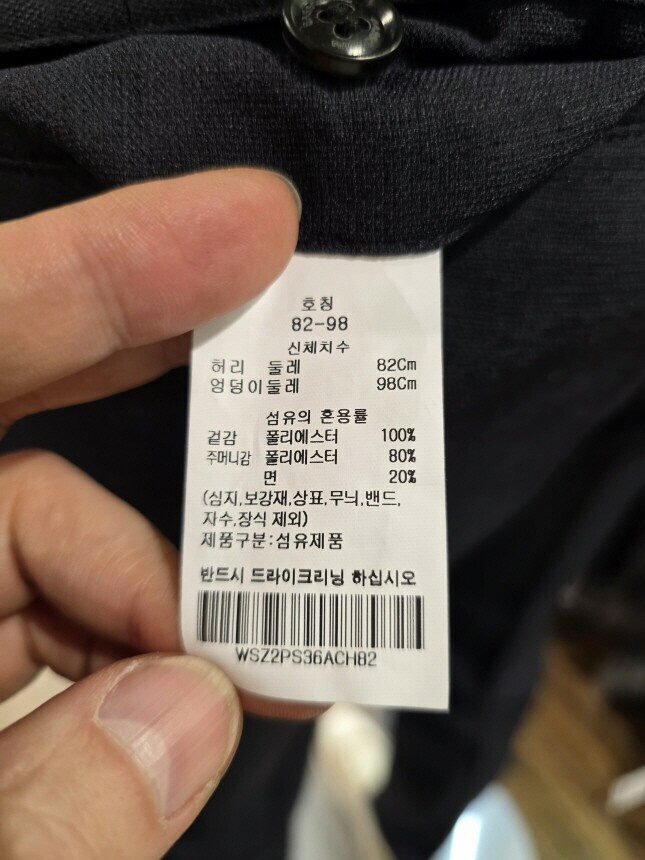 호칭
82-98
신체치수
허리 둘레 82Cm
엉덩이둘레 98Cm
섬유의 혼용률
겉감 폴리에스터 100%
주머니감 폴리에스터 80%
면 20%
(심지,보강재,상표,무늬,밴드,
자수,장식 제외)
제품구분:섬유제품
반드시 드라이크리닝 하십시오
WSZ2PS36ACH82